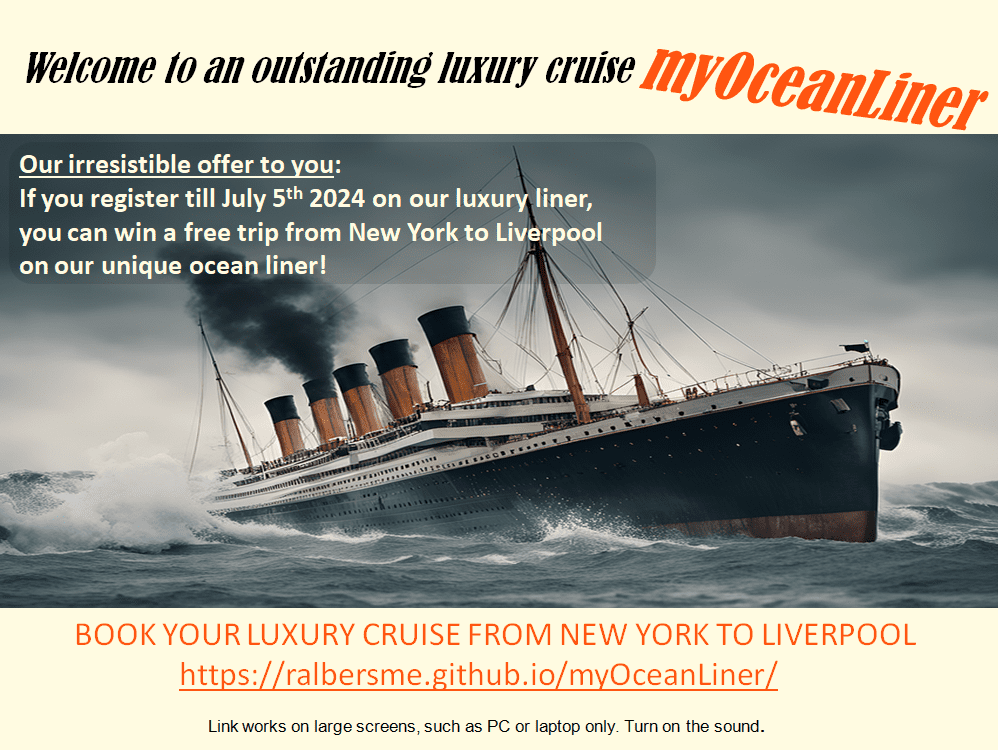 Welcome to an outstanding luxury cruise myOceanLiner
Our irresistible offer to you:
If you register till July 5th 2024 on our luxury liner,
you can win a free trip from New York to Liverpool
on our unique ocean liner!
BOOK YOUR LUXURY CRUISE FROM NEW YORK TO LIVERPOOL
https://ralbersme.github.io/myOceanLiner/
Link works on large screens, such as PC or laptop only. Turn on the sound.